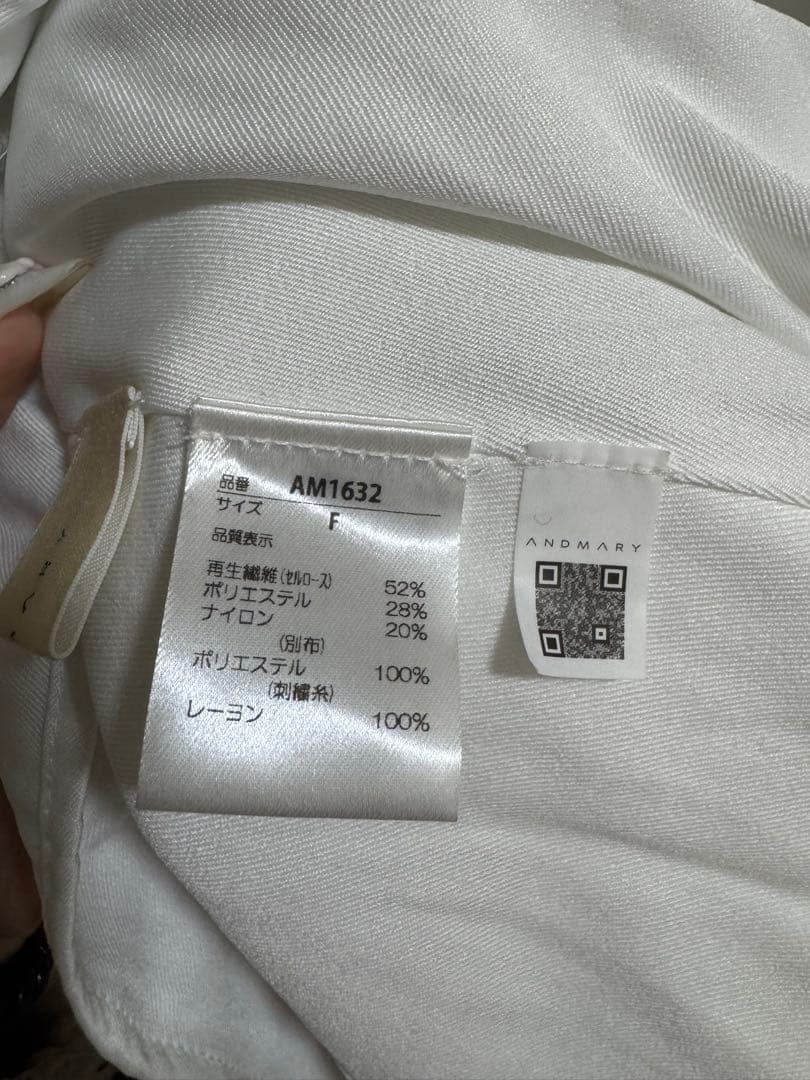 品番 AM1632
サイズ F
品質表示
再生繊維(セルロース) 52%
ポリエステル 28%
ナイロン 20%
(別布)
ポリエステル 100%
(刺繍糸)
レーヨン 100%
ANDMARY